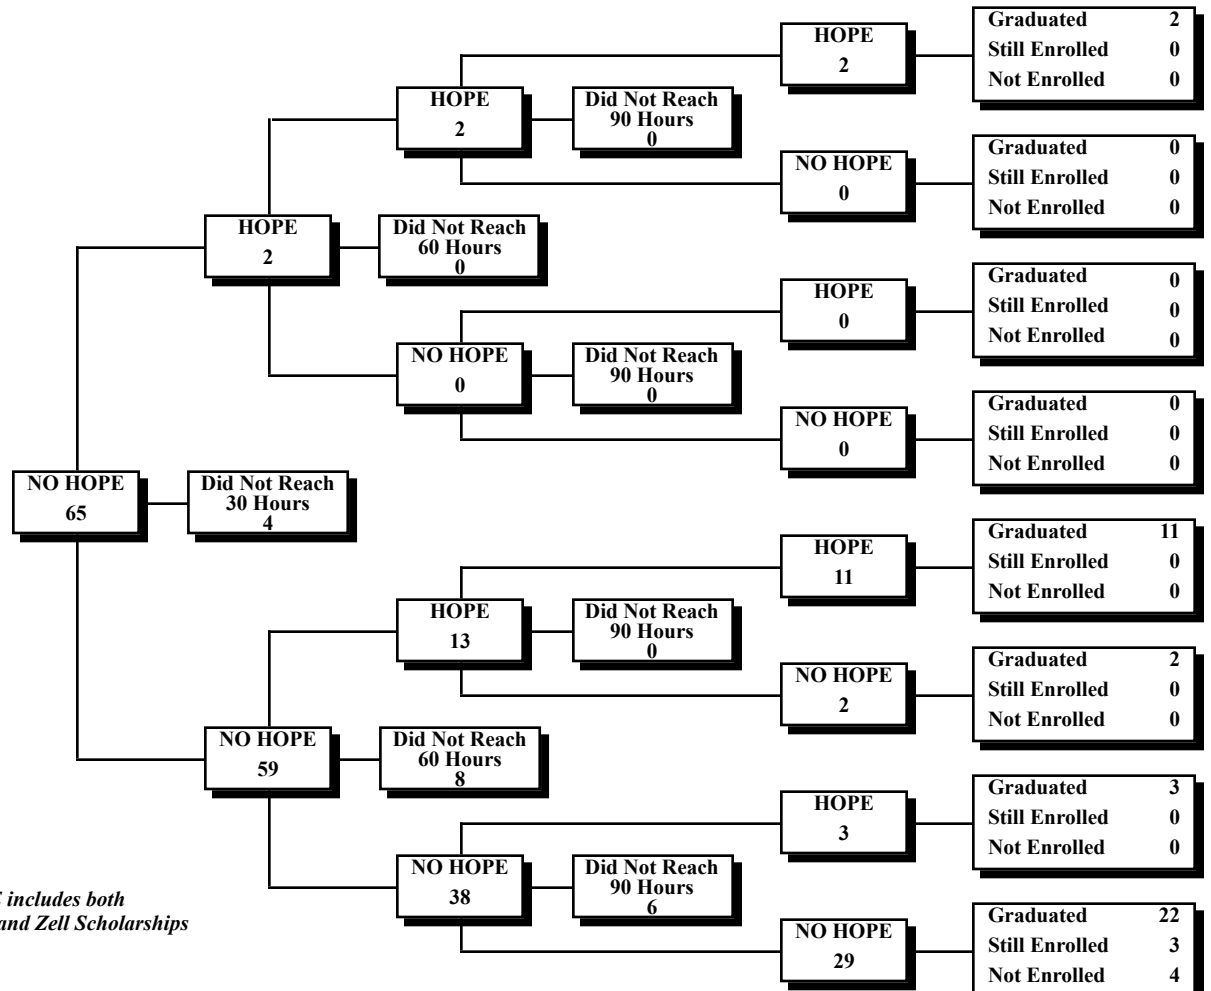 HOPE
2
Graduated 2
Still Enrolled 0
Not Enrolled 0
HOPE
2
Did Not Reach
90 Hours
0
NO HOPE
0
Graduated 0
Still Enrolled 0
Not Enrolled 0
HOPE
2
Did Not Reach
60 Hours
0
HOPE
0
Graduated 0
Still Enrolled 0
Not Enrolled 0
NO HOPE
0
Did Not Reach
90 Hours
0
NO HOPE
0
Graduated 0
Still Enrolled 0
Not Enrolled 0
NO HOPE
65
Did Not Reach
30 Hours
4
HOPE
11
Graduated 11
Still Enrolled 0
Not Enrolled 0
HOPE
13
Did Not Reach
90 Hours
0
NO HOPE
2
Graduated 2
Still Enrolled 0
Not Enrolled 0
NO HOPE
59
Did Not Reach
60 Hours
8
HOPE
3
Graduated 3
Still Enrolled 0
Not Enrolled 0
NO HOPE
38
Did Not Reach
90 Hours
6
NO HOPE
29
Graduated 22
Still Enrolled 3
Not Enrolled 4
includes both
and Zell Scholarships